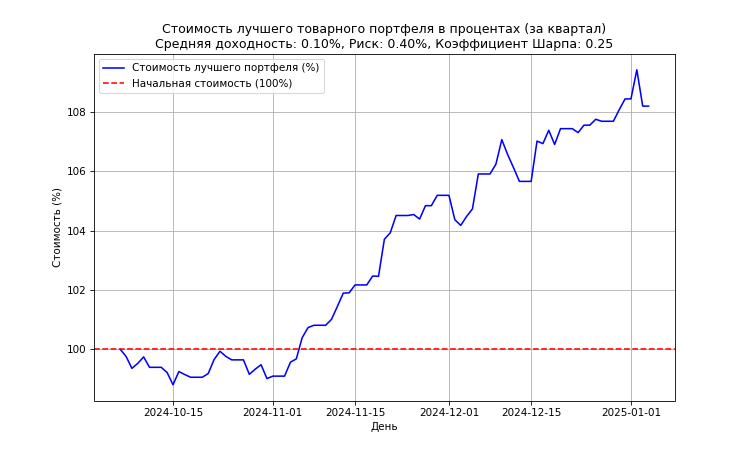 Стоимость лучшего товарного портфеля в процентах (за квартал)
Средняя доходность: 0.10%, Риск: 0.40%, Коэффициент Шарпа: 0.25
Стоимость лучшего портфеля (%)
Начальная стоимость (100%)
Стоимость (%)
108
106
104
102
100
2024-10-15
2024-11-01
2024-11-15
2024-12-01
2024-12-15
2025-01-01
День